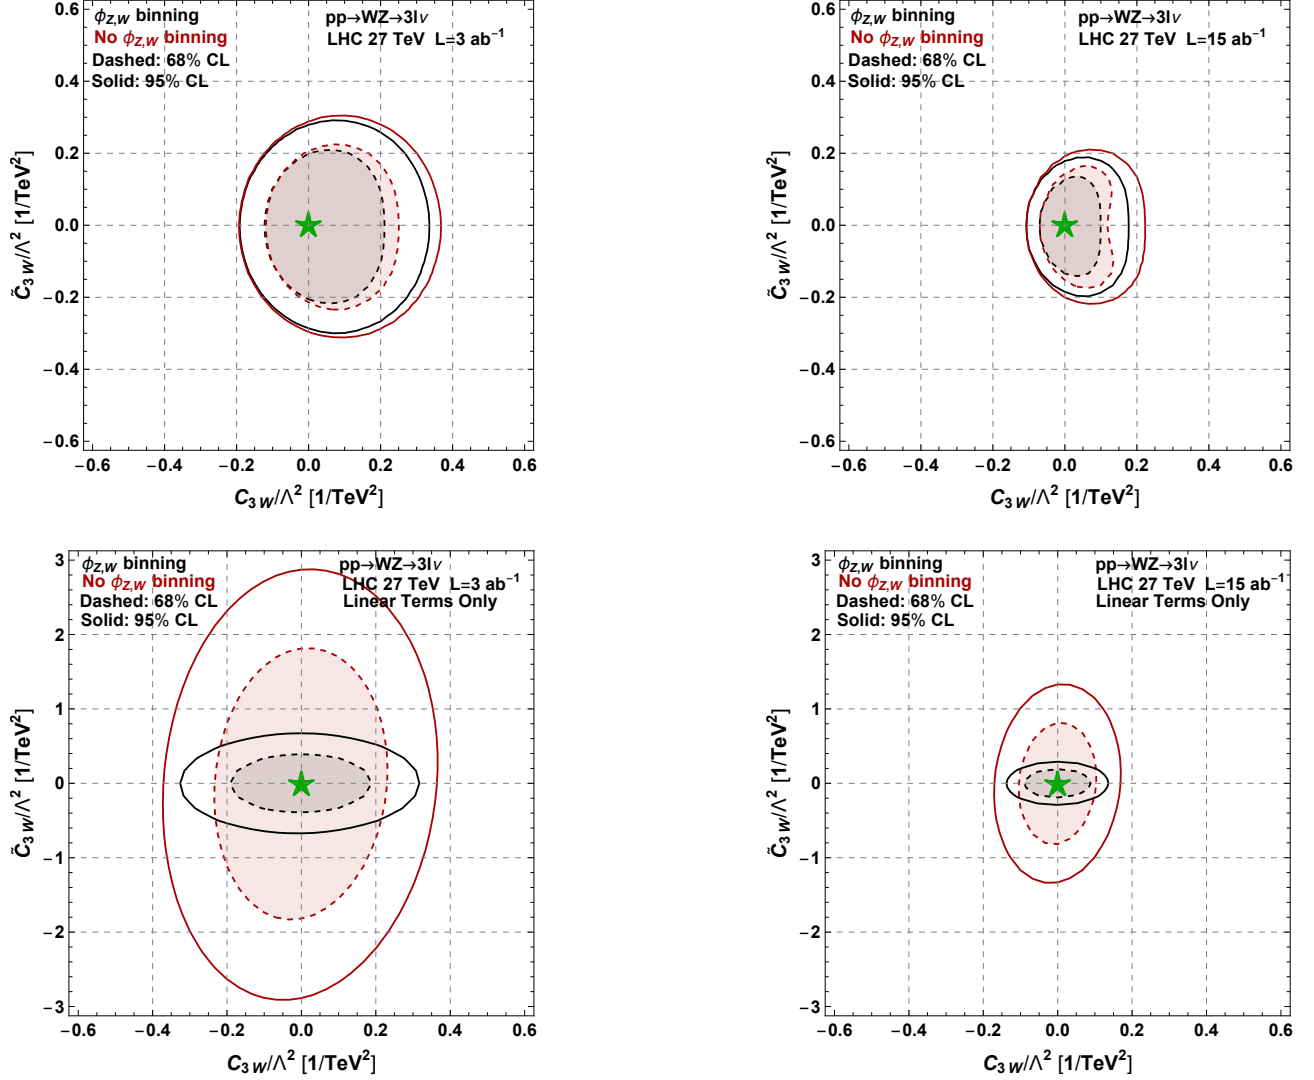 ϕZ,W binning
No ϕZ,W binning
Dashed: 68% CL
Solid: 95% CL
pp→WZ→3lν
LHC 27 TeV L=3 ab⁻¹
0.6
0.4
0.2
0.0
−0.2
−0.4
−0.6
C̃3W/Λ² [1/TeV²]
−0.6 −0.4 −0.2 0.0 0.2 0.4 0.6
C3W/Λ² [1/TeV²]
ϕZ,W binning
No ϕZ,W binning
Dashed: 68% CL
Solid: 95% CL
pp→WZ→3lν
LHC 27 TeV L=15 ab⁻¹
0.6
0.4
0.2
0.0
−0.2
−0.4
−0.6
C̃3W/Λ² [1/TeV²]
−0.6 −0.4 −0.2 0.0 0.2 0.4 0.6
C3W/Λ² [1/TeV²]
ϕZ,W binning
No ϕZ,W binning
Dashed: 68% CL
Solid: 95% CL
pp→WZ→3lν
LHC 27 TeV L=3 ab⁻¹
Linear Terms Only
3
2
1
0
−1
−2
−3
C̃3W/Λ² [1/TeV²]
−0.6 −0.4 −0.2 0.0 0.2 0.4 0.6
C3W/Λ² [1/TeV²]
ϕZ,W binning
No ϕZ,W binning
Dashed: 68% CL
Solid: 95% CL
pp→WZ→3lν
LHC 27 TeV L=15 ab⁻¹
Linear Terms Only
3
2
1
0
−1
−2
−3
C̃3W/Λ² [1/TeV²]
−0.6 −0.4 −0.2 0.0 0.2 0.4 0.6
C3W/Λ² [1/TeV²]